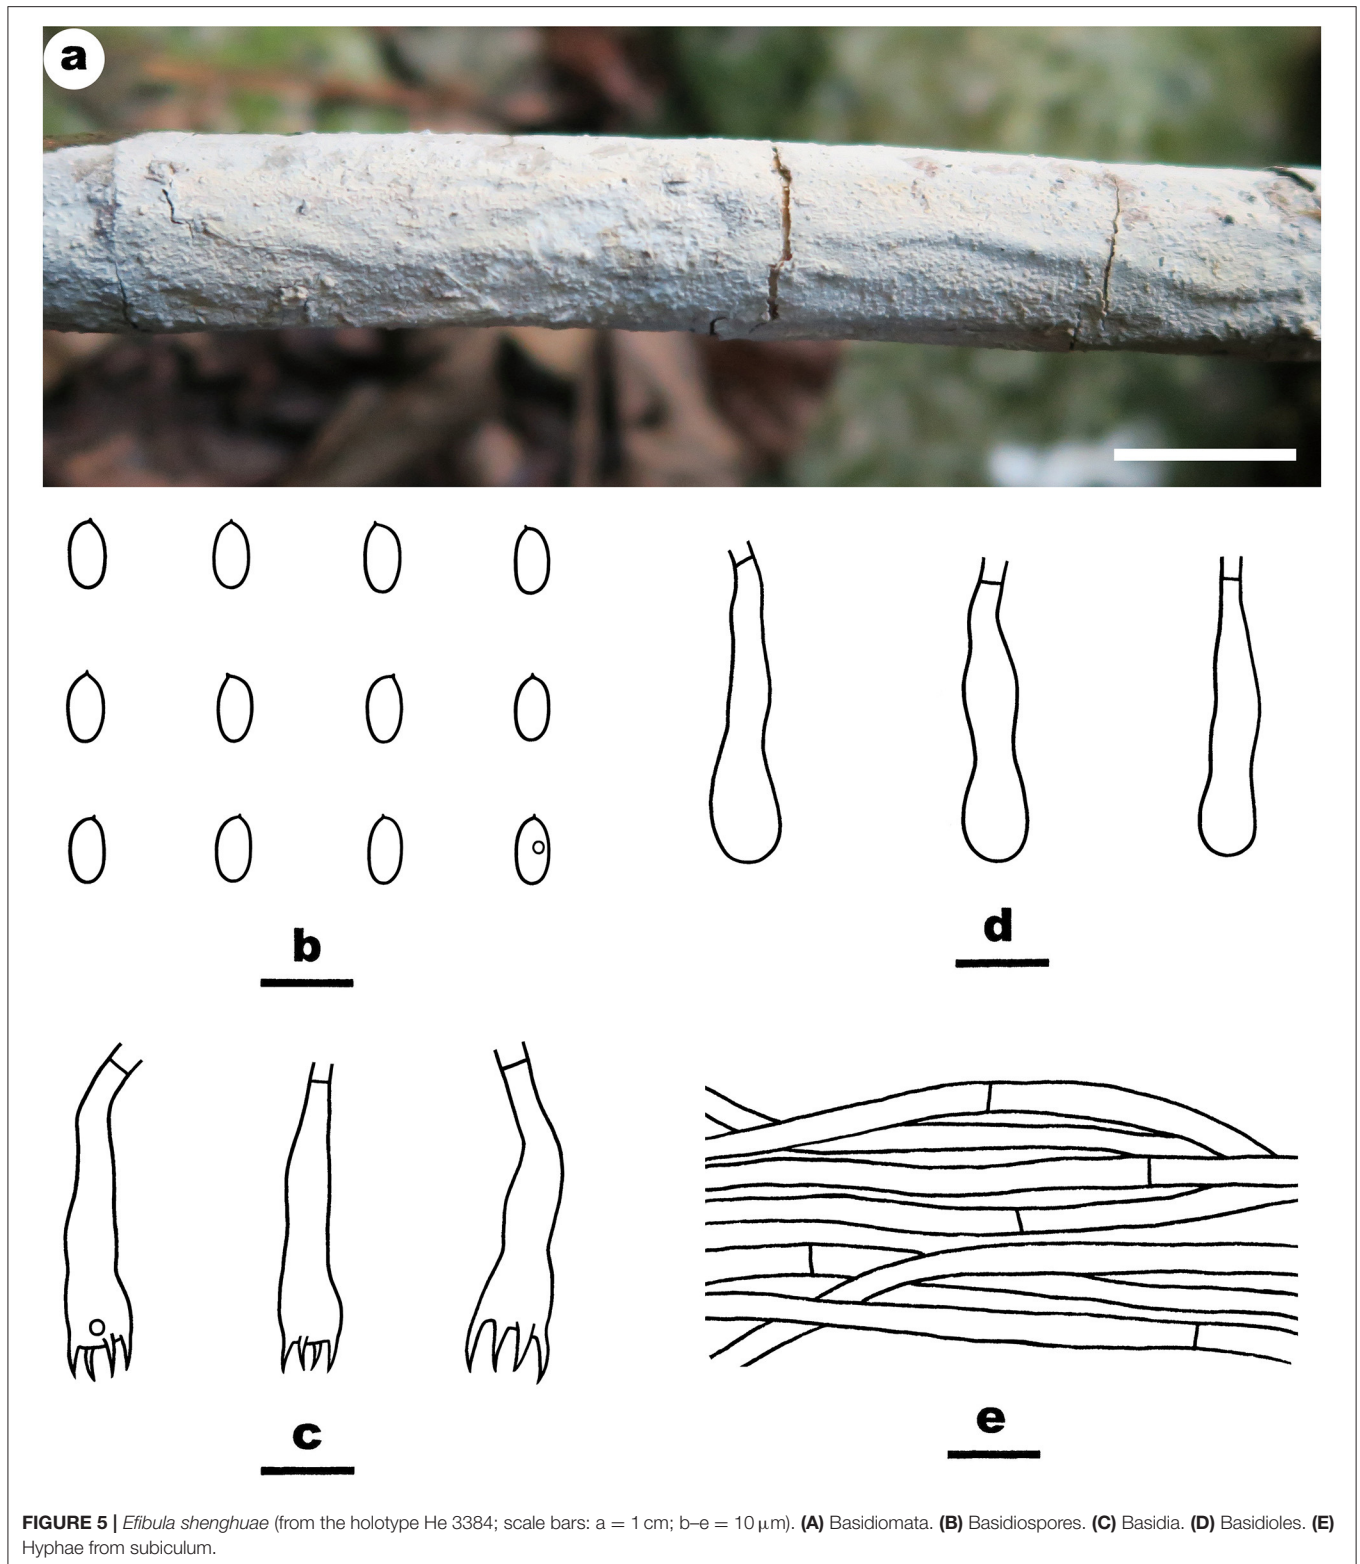 a
b
d
c
e
FIGURE 5 | Efibula shenghuae (from the holotype He 3384; scale bars: a = 1 cm; b–e = 10 μm). (A) Basidiomata. (B) Basidiospores. (C) Basidia. (D) Basidioles. (E)
Hyphae from subiculum.